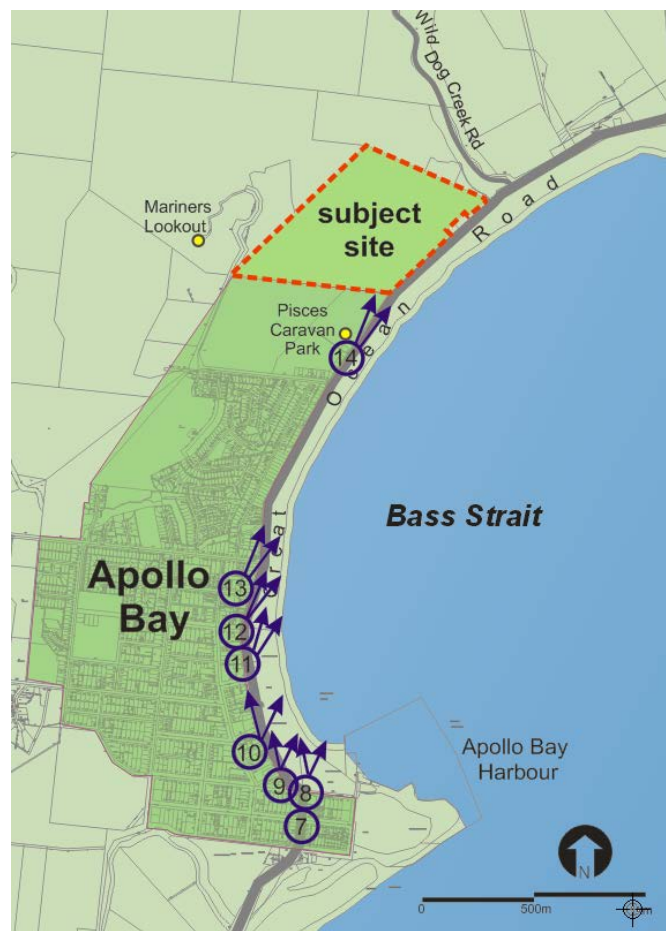 Wild
Dog Creek Rd
subject
site
Mariners
Lookout
Pisces
Caravan
Park
14
Great Ocean Road
Bass Strait
13
Apollo
Bay
12
11
10
Apollo Bay
Harbour
9
8
7
N
0
500m